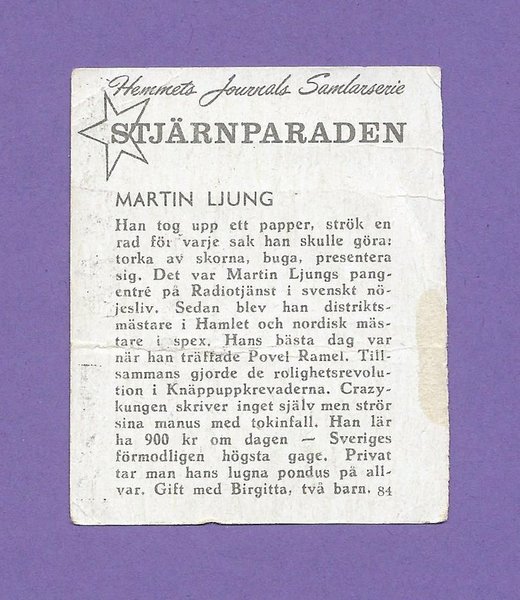 Hemmets Journals Samlarserie
STJÄRNPARADEN
MARTIN LJUNG
Han tog upp ett papper, strök en
rad för varje sak han skulle göra:
torka av skorna, buga, presentera
sig. Det var Martin Ljungs pang-
entré på Radiotjänst i svenskt nö-
jesliv. Sedan blev han distrikts-
mästare i Hamlet och nordisk mäs-
tare i spex. Hans bästa dag var
när han träffade Povel Ramel. Till-
sammans gjorde de rolighetsrevolu-
tion i Knäppuppkrevaderna. Crazy-
kungen skriver inget själv men strör
sina manus med tokinfall. Han lär
ha 900 kr om dagen — Sveriges
förmodligen högsta gage. Privat
tar man hans lugna pondus på all-
var. Gift med Birgitta, två barn. 84